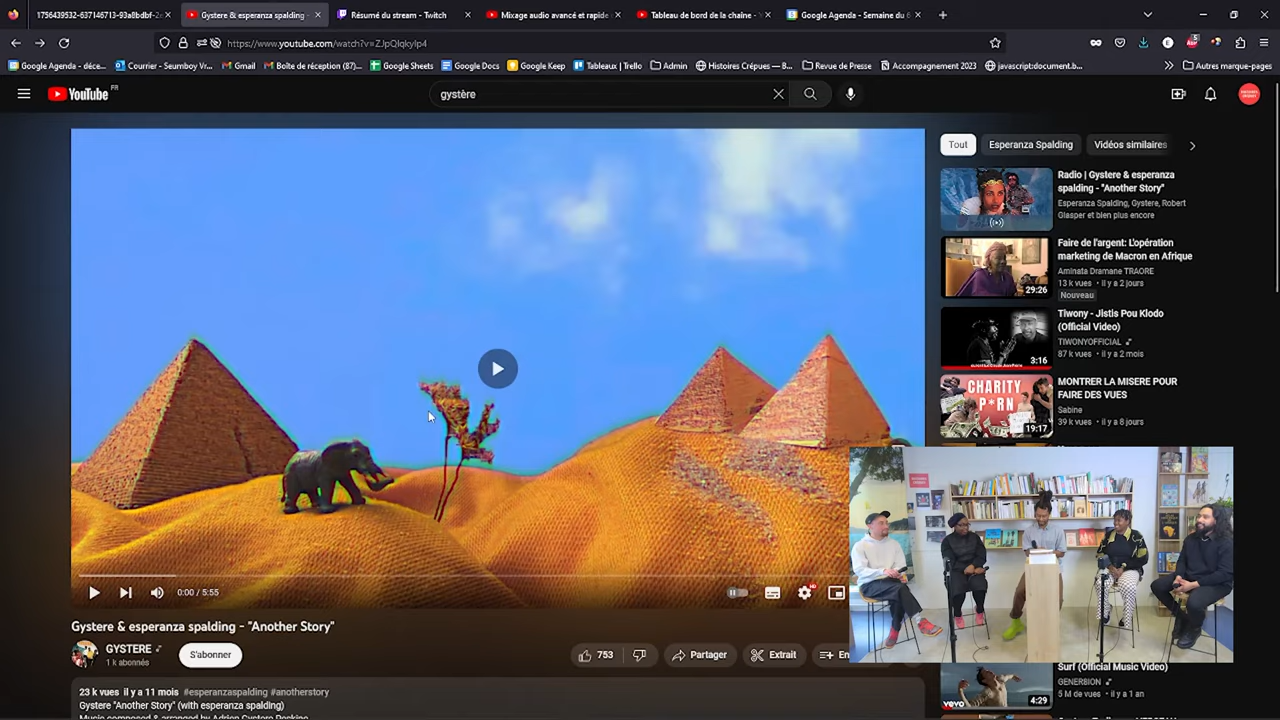 1756439532-637146713-93a8bdbf-2
Gystere & esperanza spalding -
Résumé du stream - Twitch
Mixage audio avancé et rapide
Tableau de bord de la chaîne - Y
Google Agenda - Semaine du 6
https://www.youtube.com/watch?v=ZJpQlqkylp4
Google Agenda - déce...
Courrier - Seumboy Vr...
Gmail
Boîte de réception (87)...
Google Sheets
Google Docs
Google Keep
Tableaux | Trello
Admin
Histoires Crépues — B...
Revue de Presse
Accompagnement 2023
javascript:document.b...
Autres marque-pages
YouTube FR
gystère
Tout
Esperanza Spalding
Vidéos similaires
Radio | Gystere & esperanza
spalding - "Another Story"
Esperanza Spalding, Gystere, Robert
Glasper et bien plus encore
Faire de l'argent: L'opération
marketing de Macron en Afrique
Aminata Dramane TRAORE
13 k vues • il y a 2 jours
Nouveau
29:26
Tiwony - Jistis Pou Klodo
(Official Video)
TIWONYOFFICIAL
87 k vues • il y a 2 mois
3:16
CHARITY
P*RN
19:17
MONTRER LA MISERE POUR
FAIRE DES VUES
Sabine
39 k vues • il y a 8 jours
0:00 / 5:55
HD
Gystere & esperanza spalding - "Another Story"
GYSTERE
1 k abonnés
S'abonner
753
Partager
Extrait
En
Surf (Official Music Video)
GENER8ION
5 M de vues • il y a 1 an
vevo
4:29
23 k vues il y a 11 mois #esperanzaspalding #anotherstory
Gystere "Another Story" (with esperanza spalding)